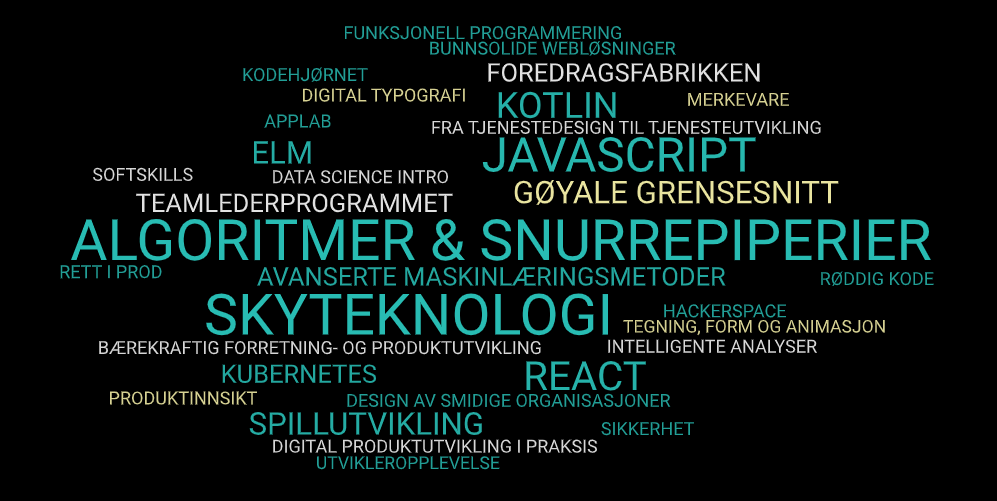 FUNKSJONELL PROGRAMMERING
BUNNSOLIDE WEBLØSNINGER
KODEHJØRNET
FOREDRAGSFABRIKKEN
DIGITAL TYPOGRAFI
KOTLIN
MERKEVARE
APPLAB
FRA TJENESTEDESIGN TIL TJENESTEUTVIKLING
ELM
JAVASCRIPT
SOFTSKILLS
DATA SCIENCE INTRO
GØYALE GRENSESNITT
TEAMLEDERPROGRAMMET
ALGORITMER & SNURREPIPERIER
RETT I PROD
AVANSERTE MASKINLÆRINGSMETODER
RØDDIG KODE
SKYTEKNOLOGI
HACKERSPACE
TEGNING, FORM OG ANIMASJON
BÆREKRAFTIG FORRETNING- OG PRODUKTUTVIKLING
INTELLIGENTE ANALYSER
KUBERNETES
REACT
PRODUKTINNSIKT
DESIGN AV SMIDIGE ORGANISASJONER
SPILLUTVIKLING
SIKKERHET
DIGITAL PRODUKTUTVIKLING I PRAKSIS
UTVIKLEROPPLEVELSE